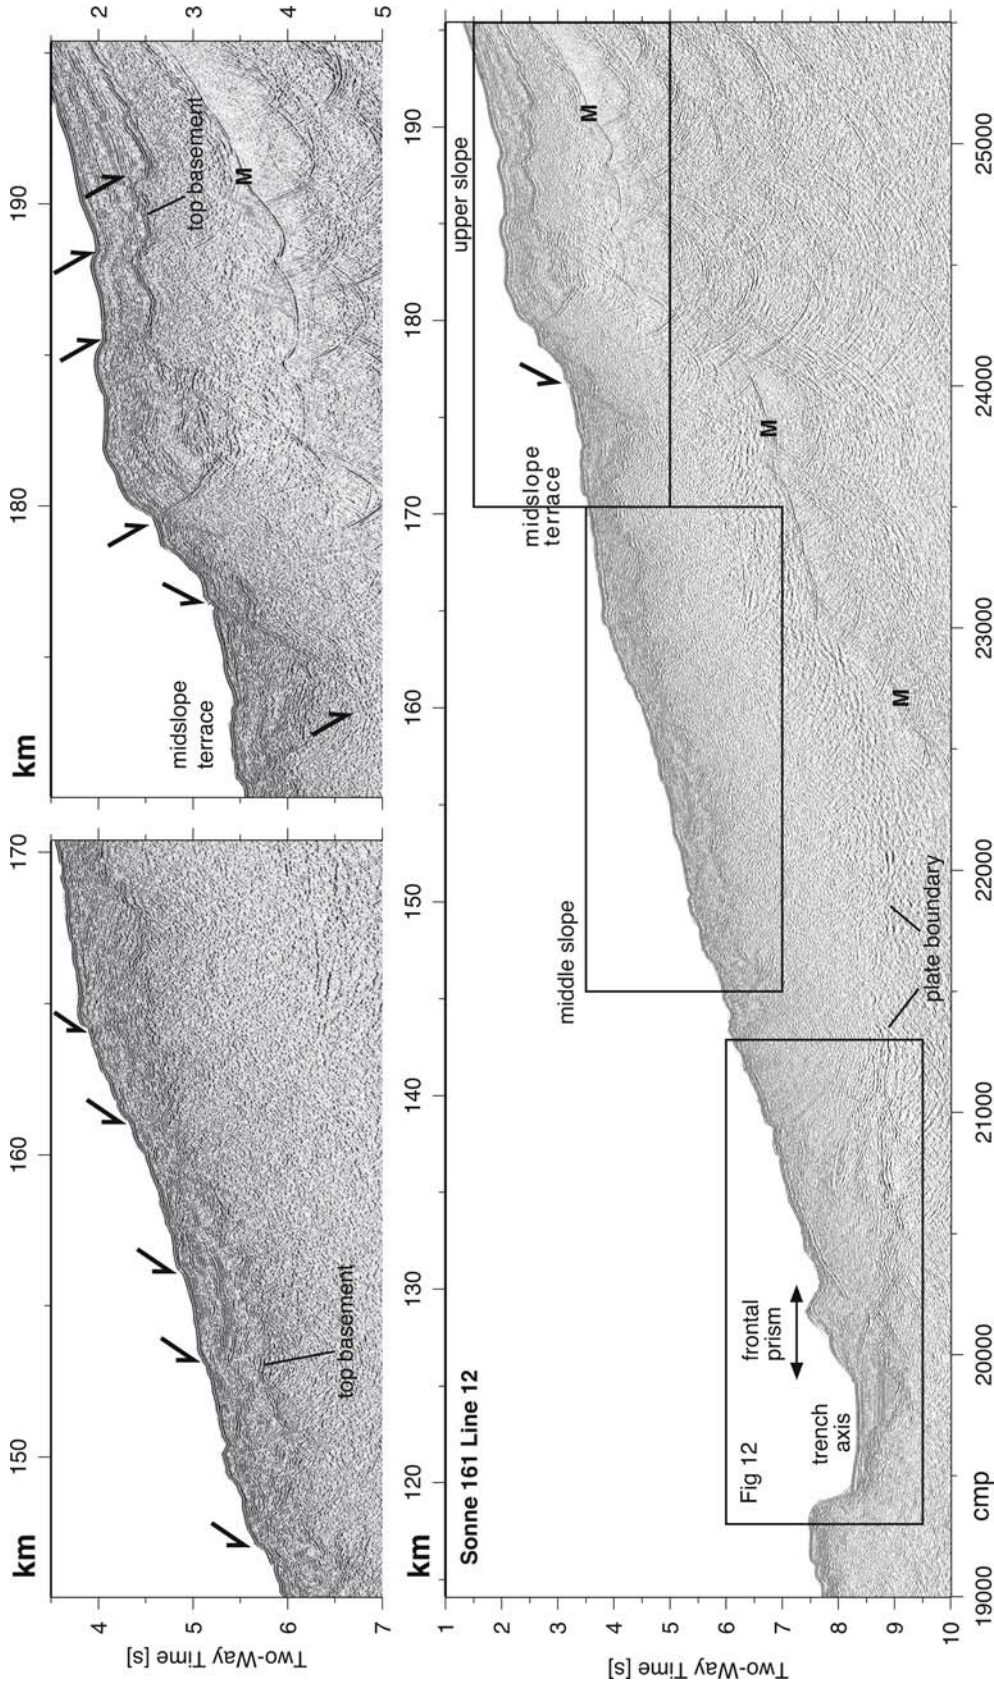 km
150
160
170
4
5
6
7
Two-Way Time [s]
top basement
km
180
190
2
3
4
5
midslope
terrace
top basement
M
km
120
130
140
150
160
170
180
190
Sonne 161 Line 12
1
2
3
4
5
6
7
8
9
10
Two-Way Time [s]
Fig 12
trench
axis
frontal
prism
middle slope
plate boundary
midslope
terrace
upper slope
M
M
M
19000
cmp
20000
21000
22000
23000
24000
25000